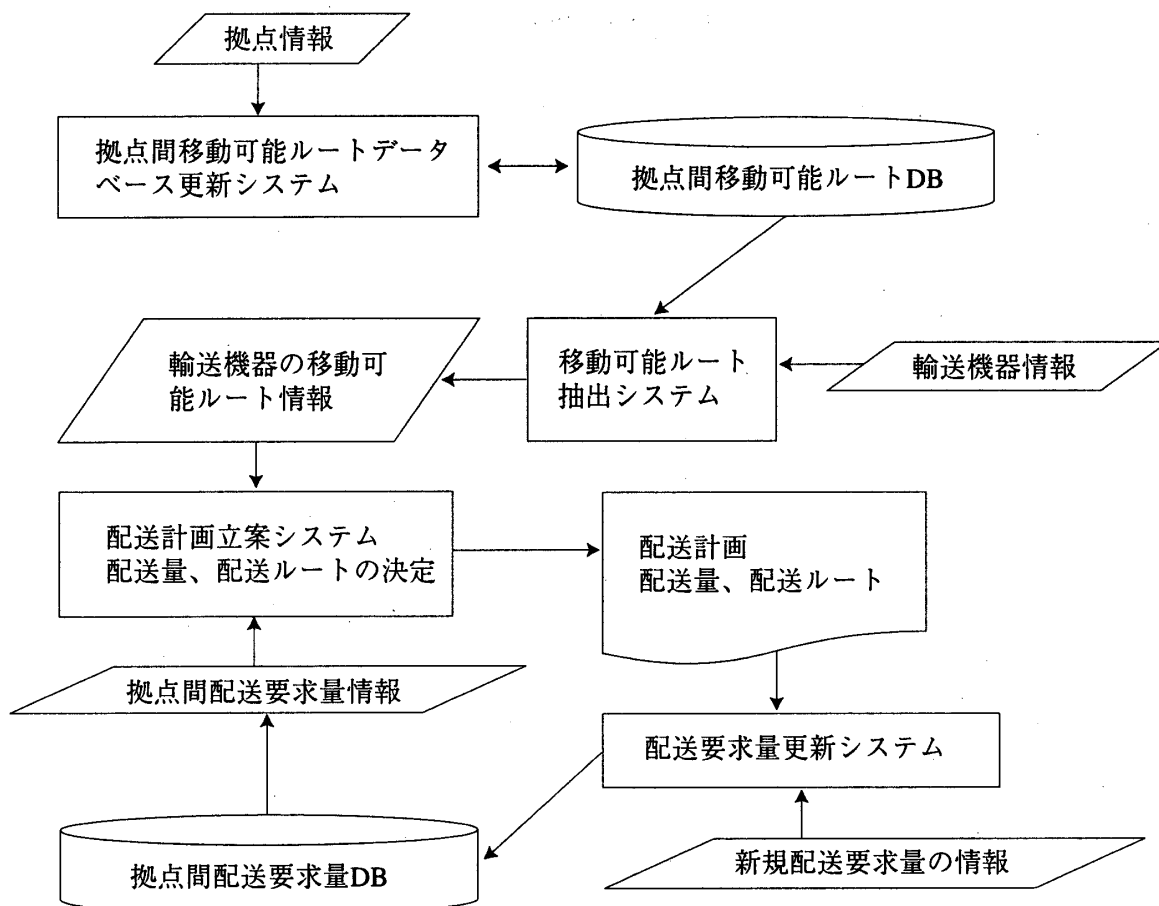 拠点情報
拠点間移動可能ルートデータ
ベース更新システム
拠点間移動可能ルートDB
輸送機器の移動可
能ルート情報
移動可能ルート
抽出システム
輸送機器情報
配送計画立案システム
配送量、配送ルートの決定
配送計画
配送量、配送ルート
拠点間配送要求量情報
配送要求量更新システム
拠点間配送要求量DB
新規配送要求量の情報